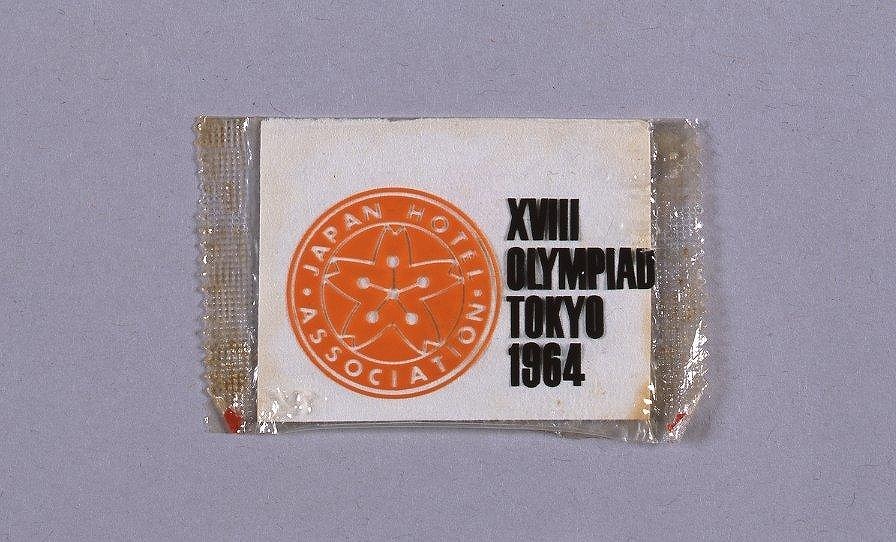 JAPAN HOTEL
ASSOCIATION
XVIII
OLYMPIAD
TOKYO
1964